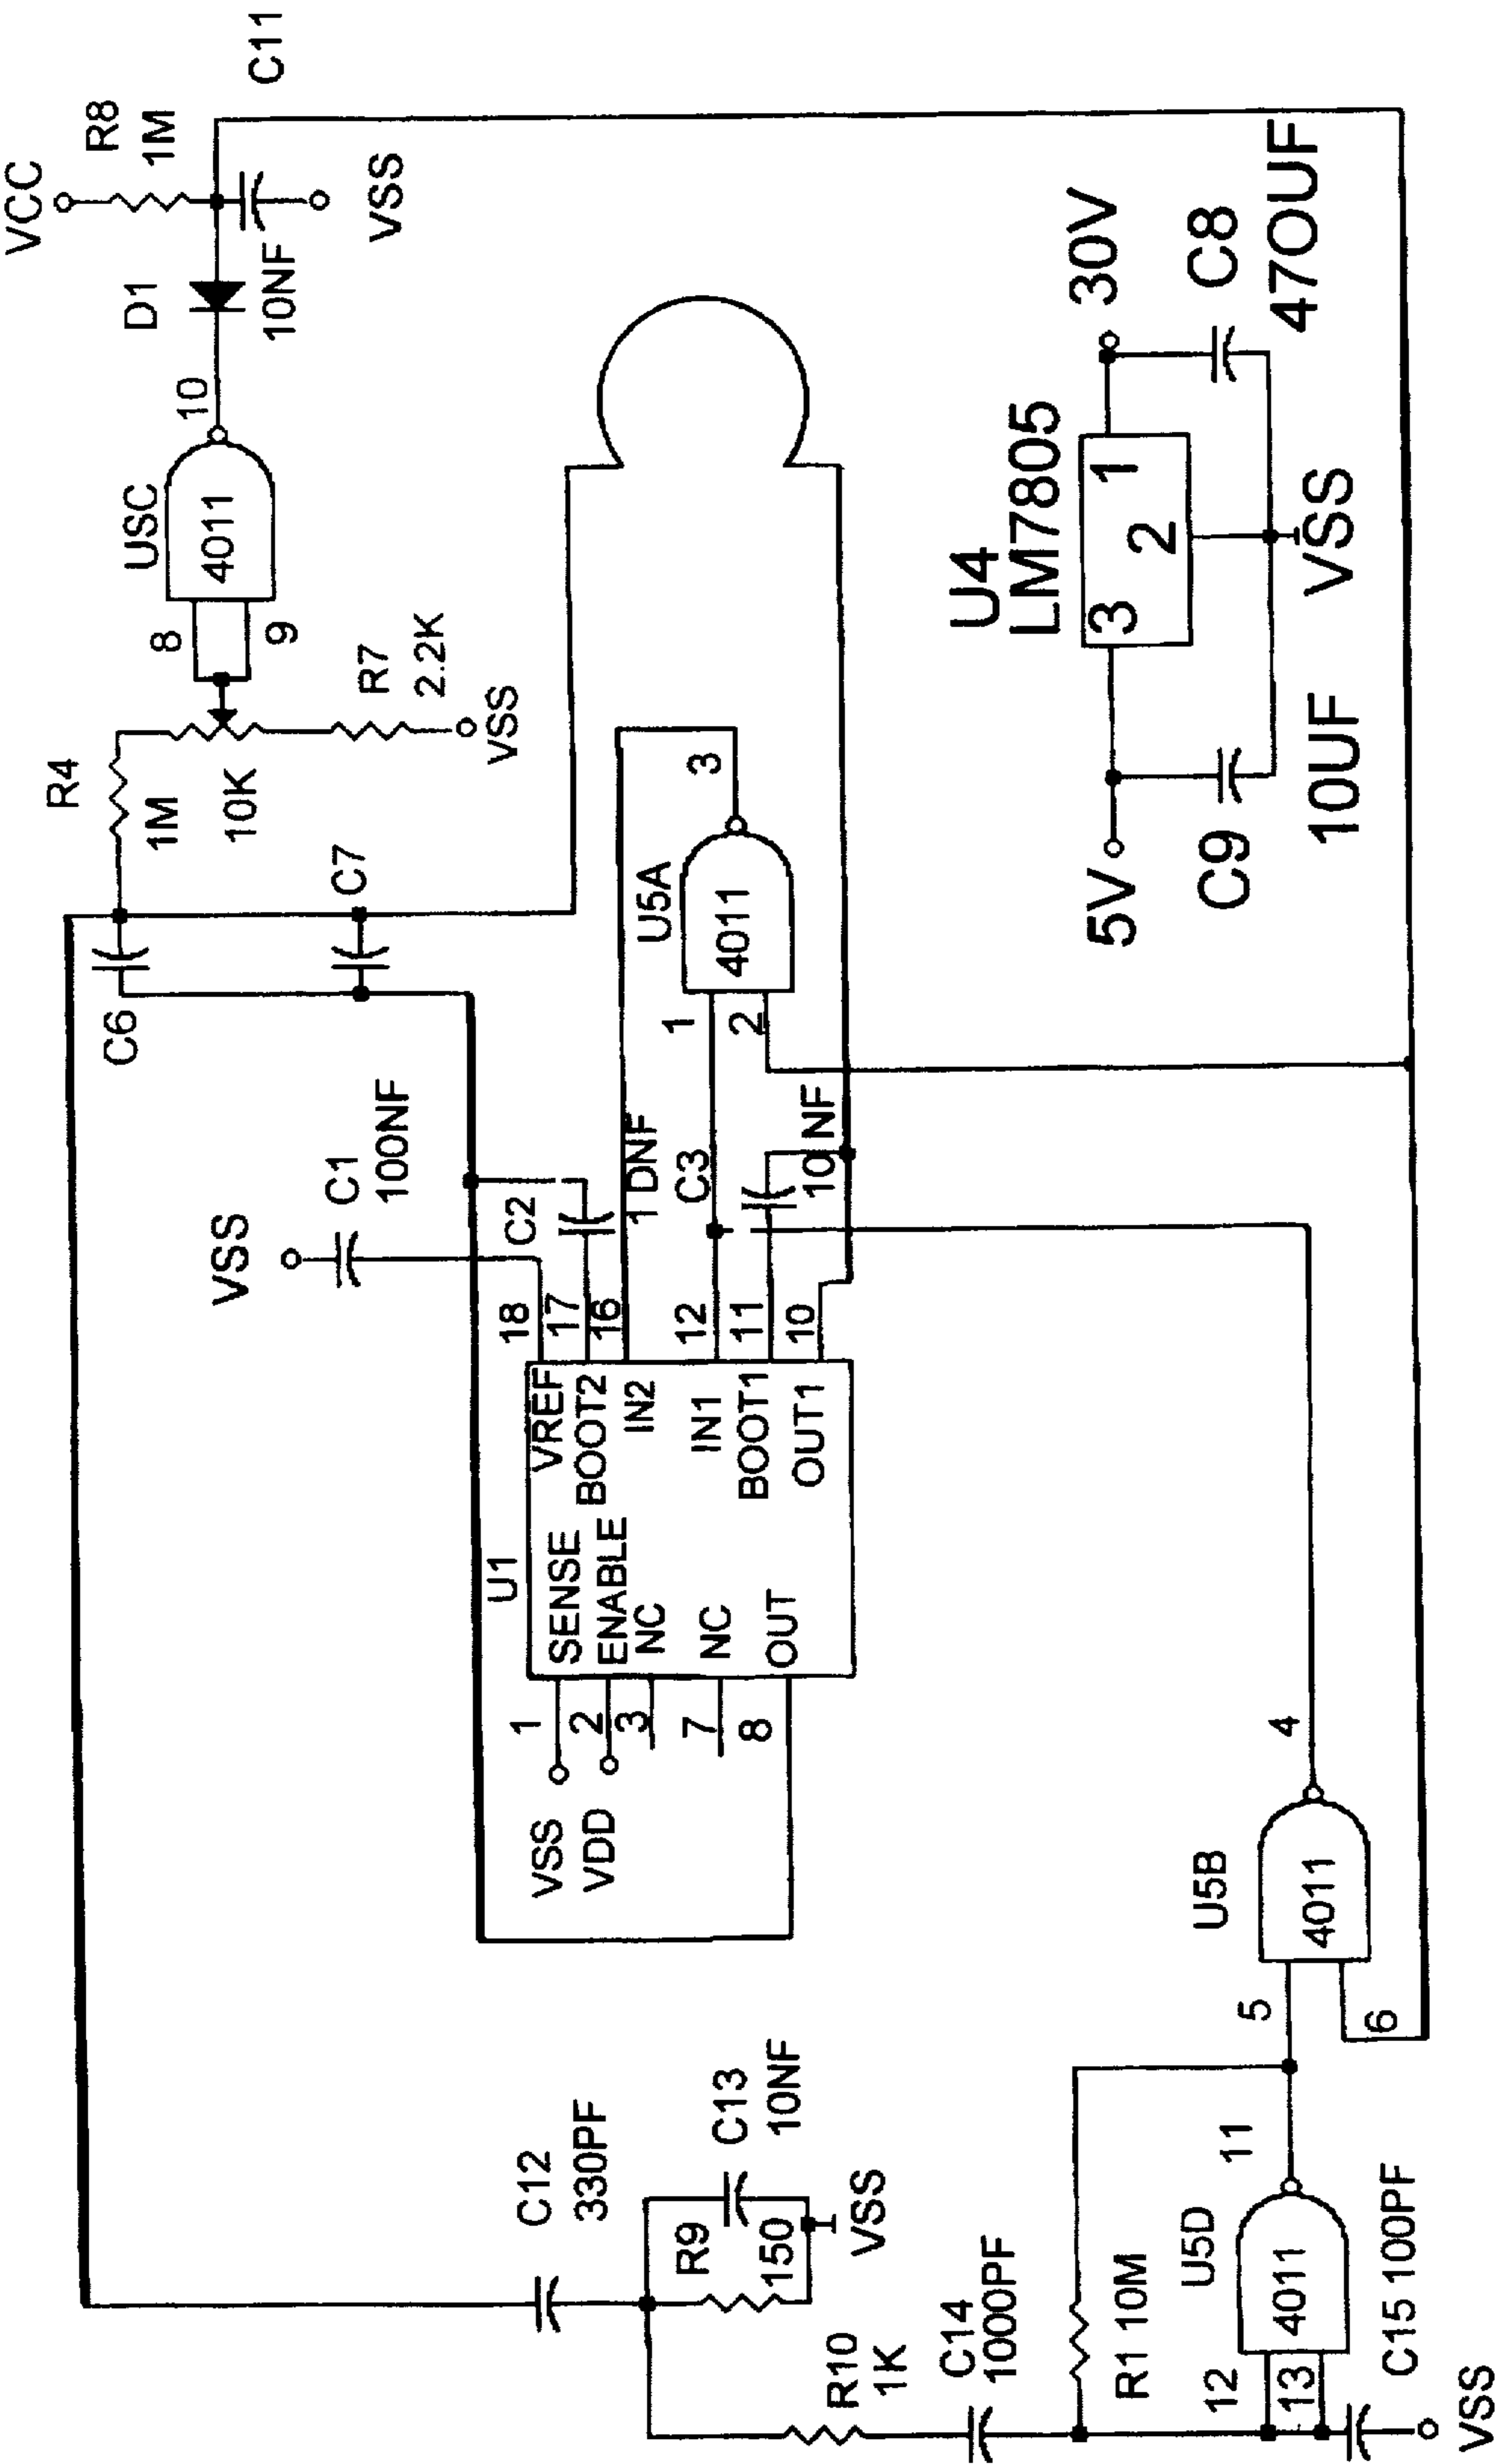 VCC
R8
1M
C11
D1
10NF
VSS
10
USC
4011
8
9
R7
2.2K
VSS
R4
1M
10K
C7
C6
C1
100NF
VSS
C2
1 DNF
C3
10 NF
U5A
4011
1
2
3
U1
VREF
BOOT2
IN2
IN1
BOOT1
OUT1
18
17
16
12
11
10
SENSE
ENABLE
NC
NC
OUT
1
2
3
7
8
VSS
VDD
U4
LM7805
3
2
1
5V
30V
C9
10UF
VSS
C8
47OUF
C12
330PF
C13
10NF
R9
150
VSS
R10
1K
C14
1000PF
R1 10M
U5D
4011
12
13
11
C15 100PF
VSS
U5B
4011
5
6
4